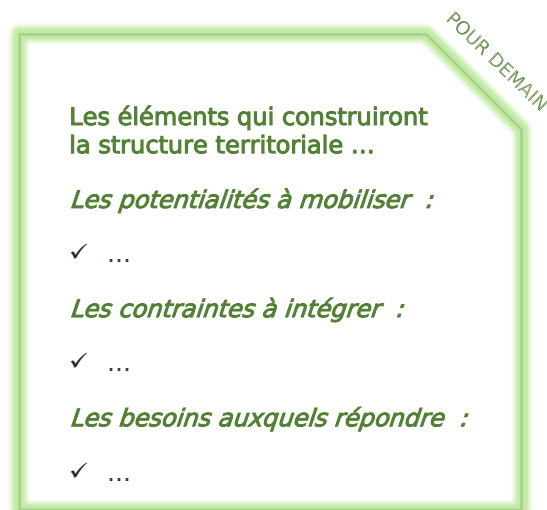 POUR DEMAIN
Les éléments qui construiront
la structure territoriale ...
Les potentialités à mobiliser :
✓ ...
Les contraintes à intégrer :
✓ ...
Les besoins auxquels répondre :
✓ ...